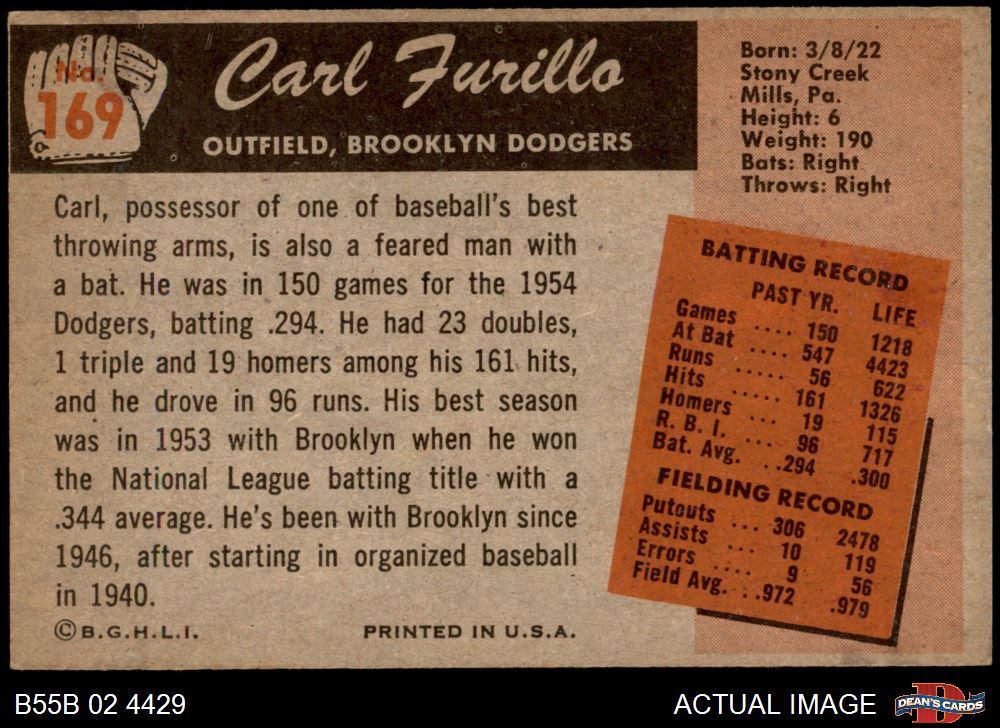 No.
169
Carl Furillo
OUTFIELD, BROOKLYN DODGERS
Born: 3/8/22
Stony Creek
Mills, Pa.
Height: 6
Weight: 190
Bats: Right
Throws: Right
Carl, possessor of one of baseball's best
throwing arms, is also a feared man with
a bat. He was in 150 games for the 1954
Dodgers, batting .294. He had 23 doubles,
1 triple and 19 homers among his 161 hits,
and he drove in 96 runs. His best season
was in 1953 with Brooklyn when he won
the National League batting title with a
.344 average. He's been with Brooklyn since
1946, after starting in organized baseball
in 1940.
© B.G.H.L.I. PRINTED IN U.S.A.
BATTING RECORD
PAST YR. LIFE
Games .... 150 1218
At Bat .... 547 4423
Runs ..... 56 622
Hits ..... 161 1326
Homers ... 19 115
R. B. I. ... 96 717
Bat. Avg. ..294 .300
FIELDING RECORD
Putouts ... 306 2478
Assists ... 10 119
Errors .... 9 56
Field Avg. ..972 .979
B55B 02 4429 ACTUAL IMAGE DEAN'S CARDS